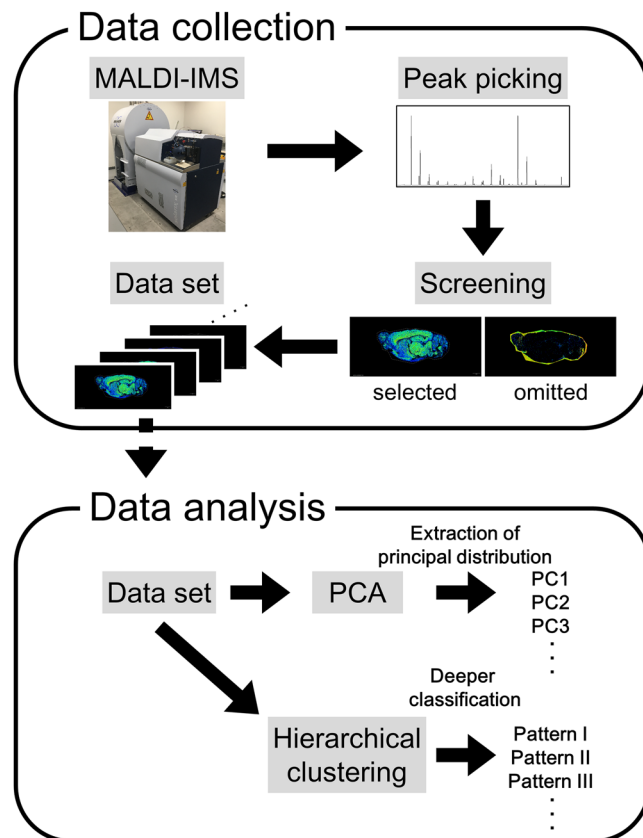 Data collection
MALDI-IMS
Peak picking
Data set
Screening
selected
omitted
Data analysis
Extraction of
principal distribution
Data set
PCA
PC1
PC2
PC3
Deeper
classification
Hierarchical
clustering
Pattern I
Pattern II
Pattern III